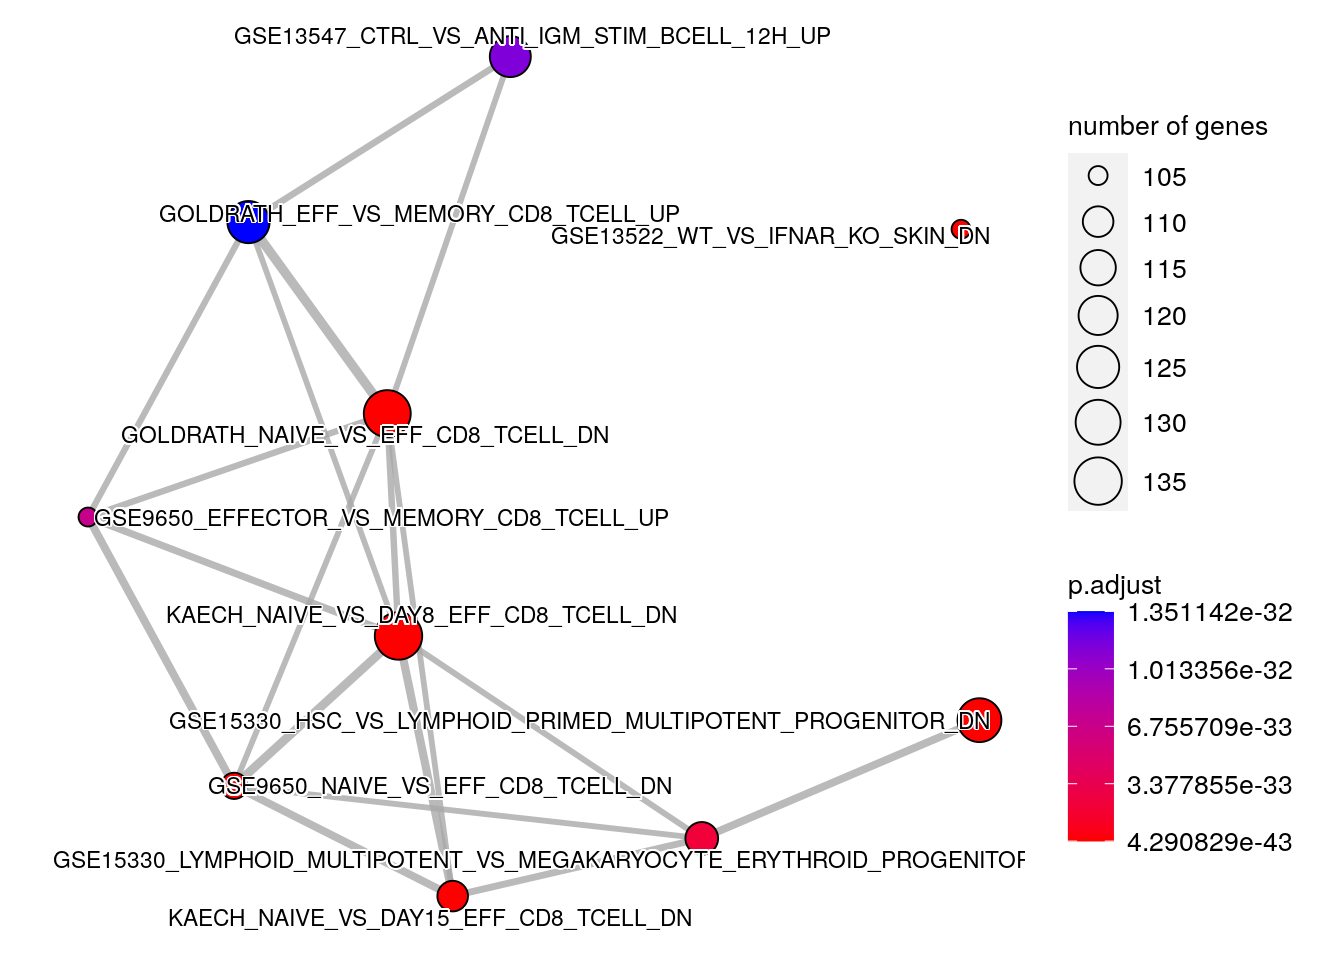 GSE13547_CTRL_VS_ANTI_IGM_STIM_BCELL_12H_UP
GOLDRATH_EFF_VS_MEMORY_CD8_TCELL_UP
GSE13522_WT_VS_IFNAR_KO_SKIN_DN
GOLDRATH_NAIVE_VS_EFF_CD8_TCELL_DN
GSE9650_EFFECTOR_VS_MEMORY_CD8_TCELL_UP
KAECH_NAIVE_VS_DAY8_EFF_CD8_TCELL_DN
GSE15330_HSC_VS_LYMPHOID_PRIMED_MULTIPOTENT_PROGENITOR_DN
GSE9650_NAIVE_VS_EFF_CD8_TCELL_DN
GSE15330_LYMPHOID_MULTIPOTENT_VS_MEGAKARYOCYTE_ERYTHROID_PROGENITOR
KAECH_NAIVE_VS_DAY15_EFF_CD8_TCELL_DN
number of genes
105
110
115
120
125
130
135
p.adjust
1.351142e-32
1.013356e-32
6.755709e-33
3.377855e-33
4.290829e-43